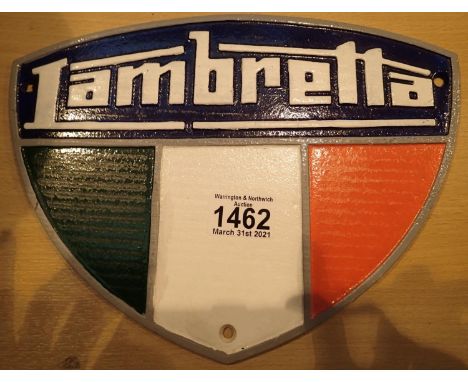 Lambretta
Warrington & Northwich
Auction
1462
March 31st 2021